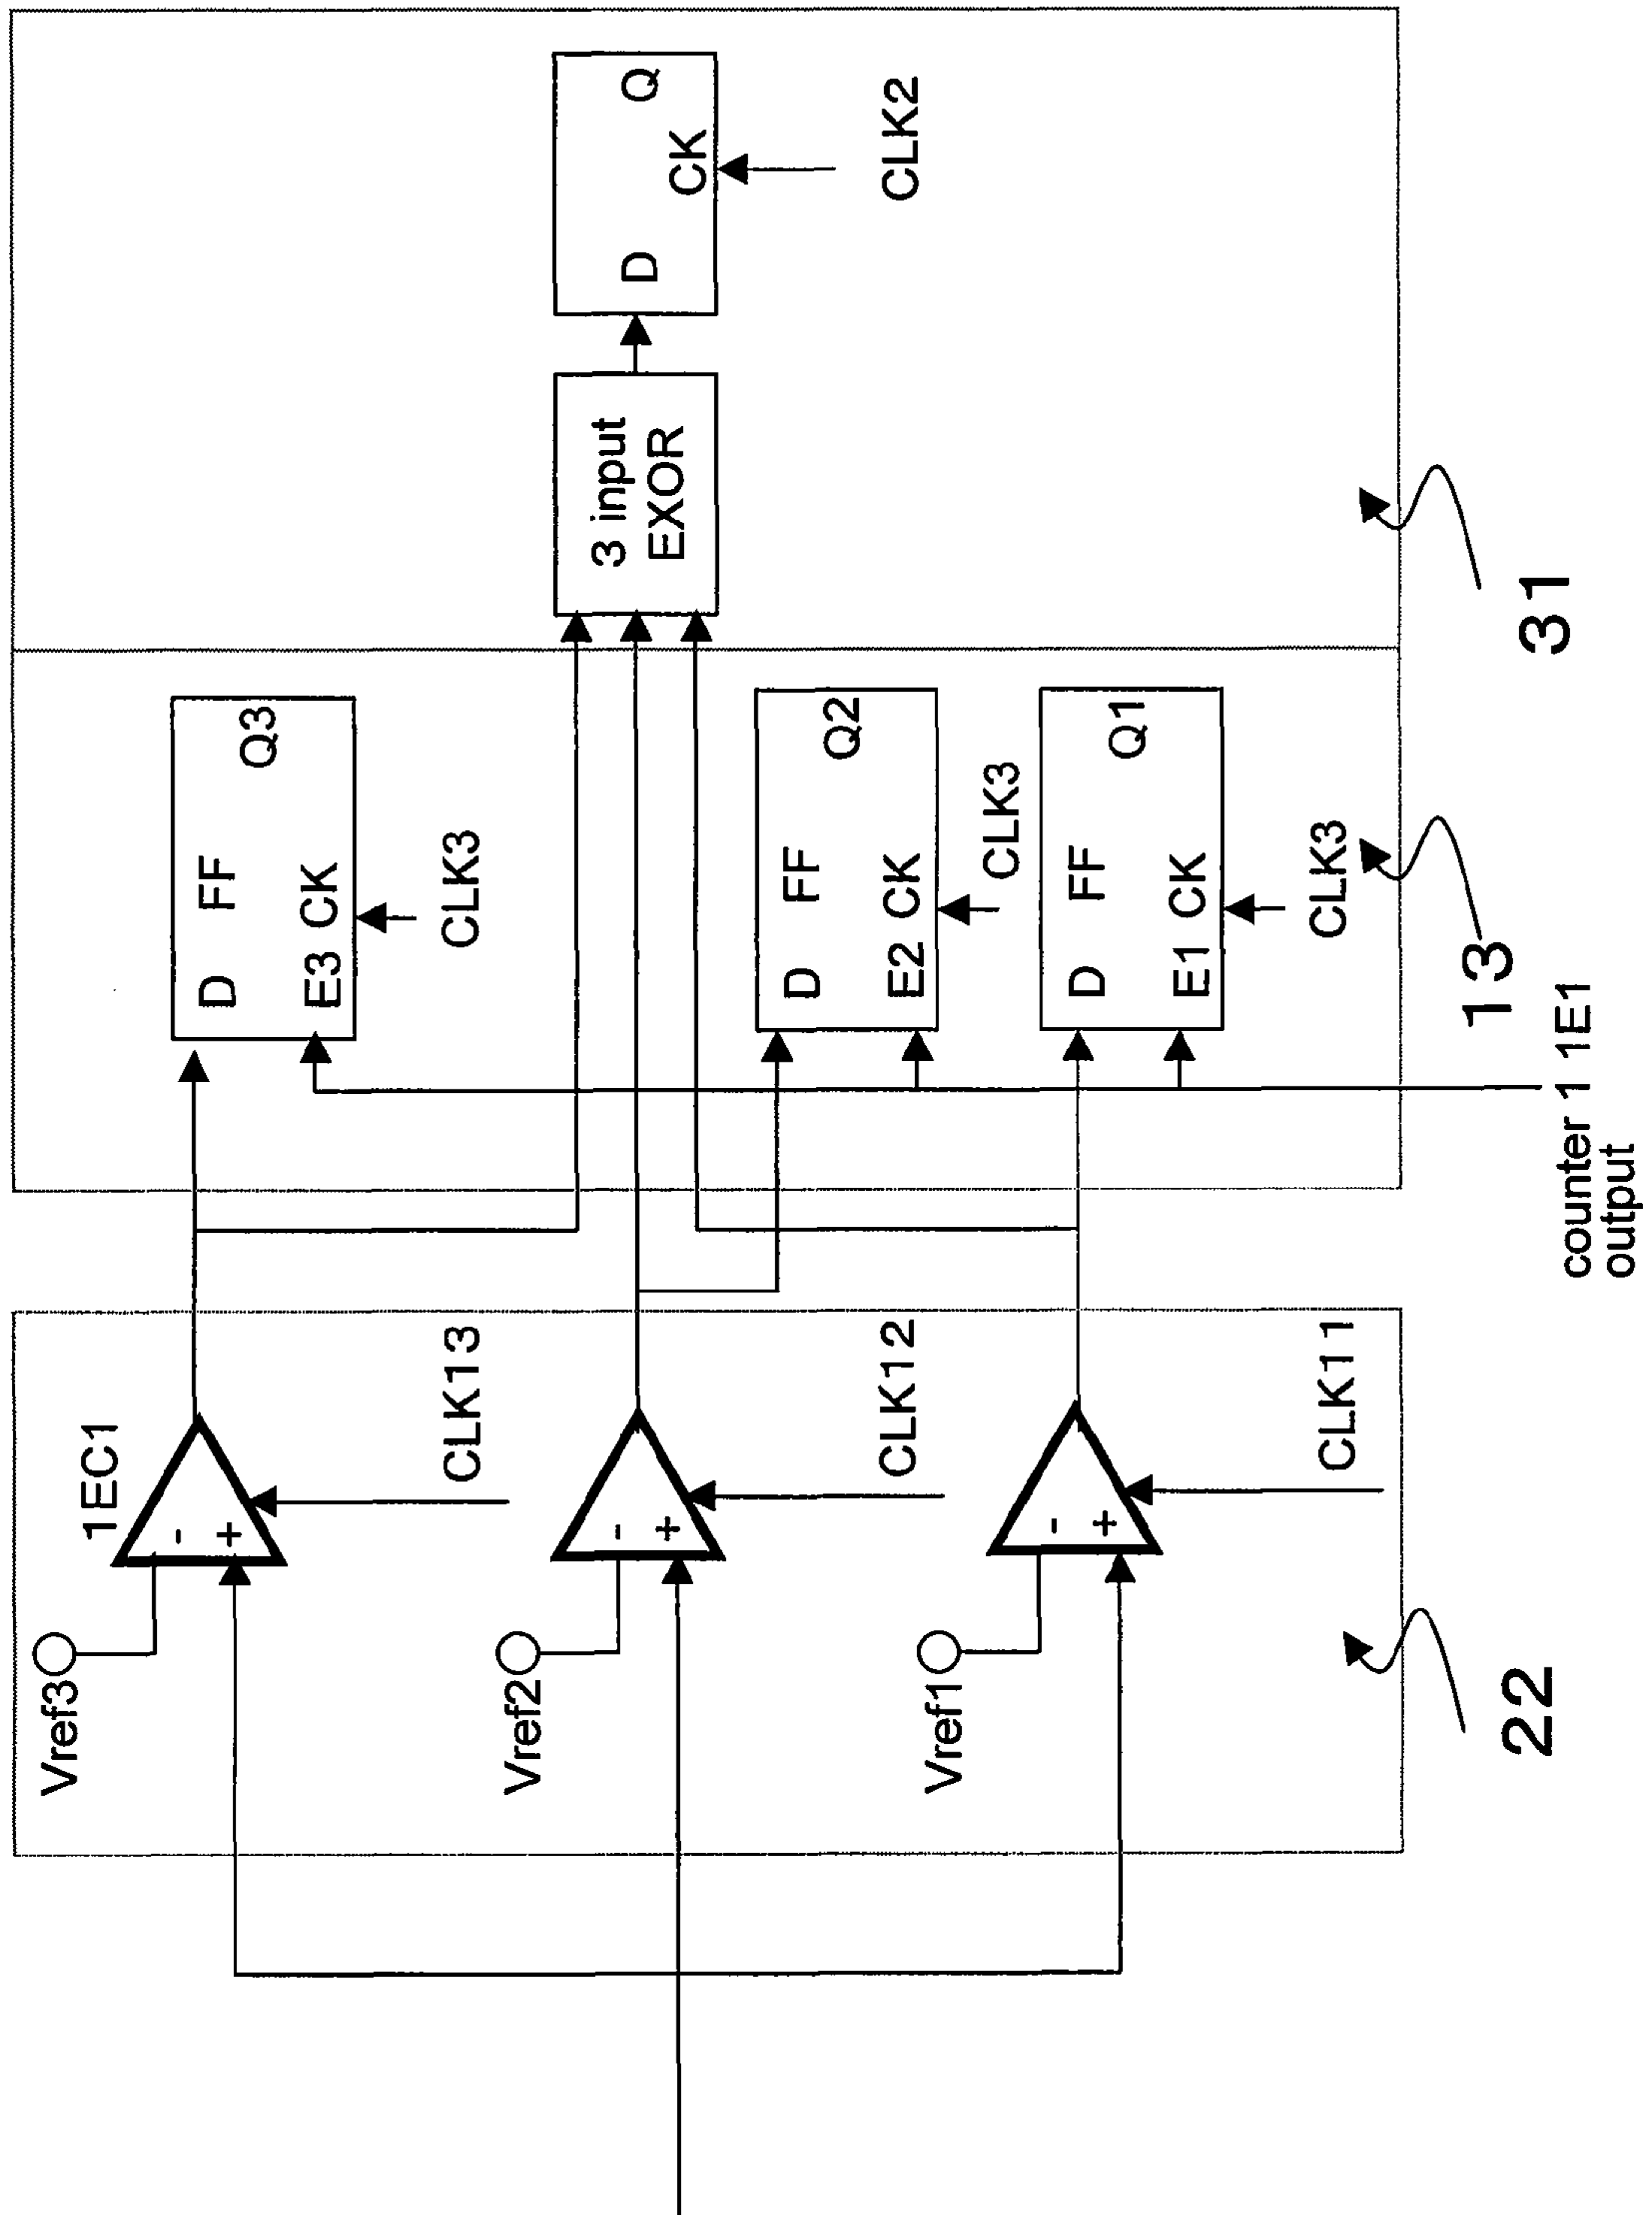 Vref3
1EC1
-
+
CLK13
Vref2
-
+
CLK12
Vref1
-
+
CLK11
22
D FF Q3
E3 CK
CLK3
D FF Q2
E2 CK
CLK3
D FF Q1
E1 CK
CLK3
13
counter 11 1E1
output
3 input
EXOR
D Q
CK
CLK2
31